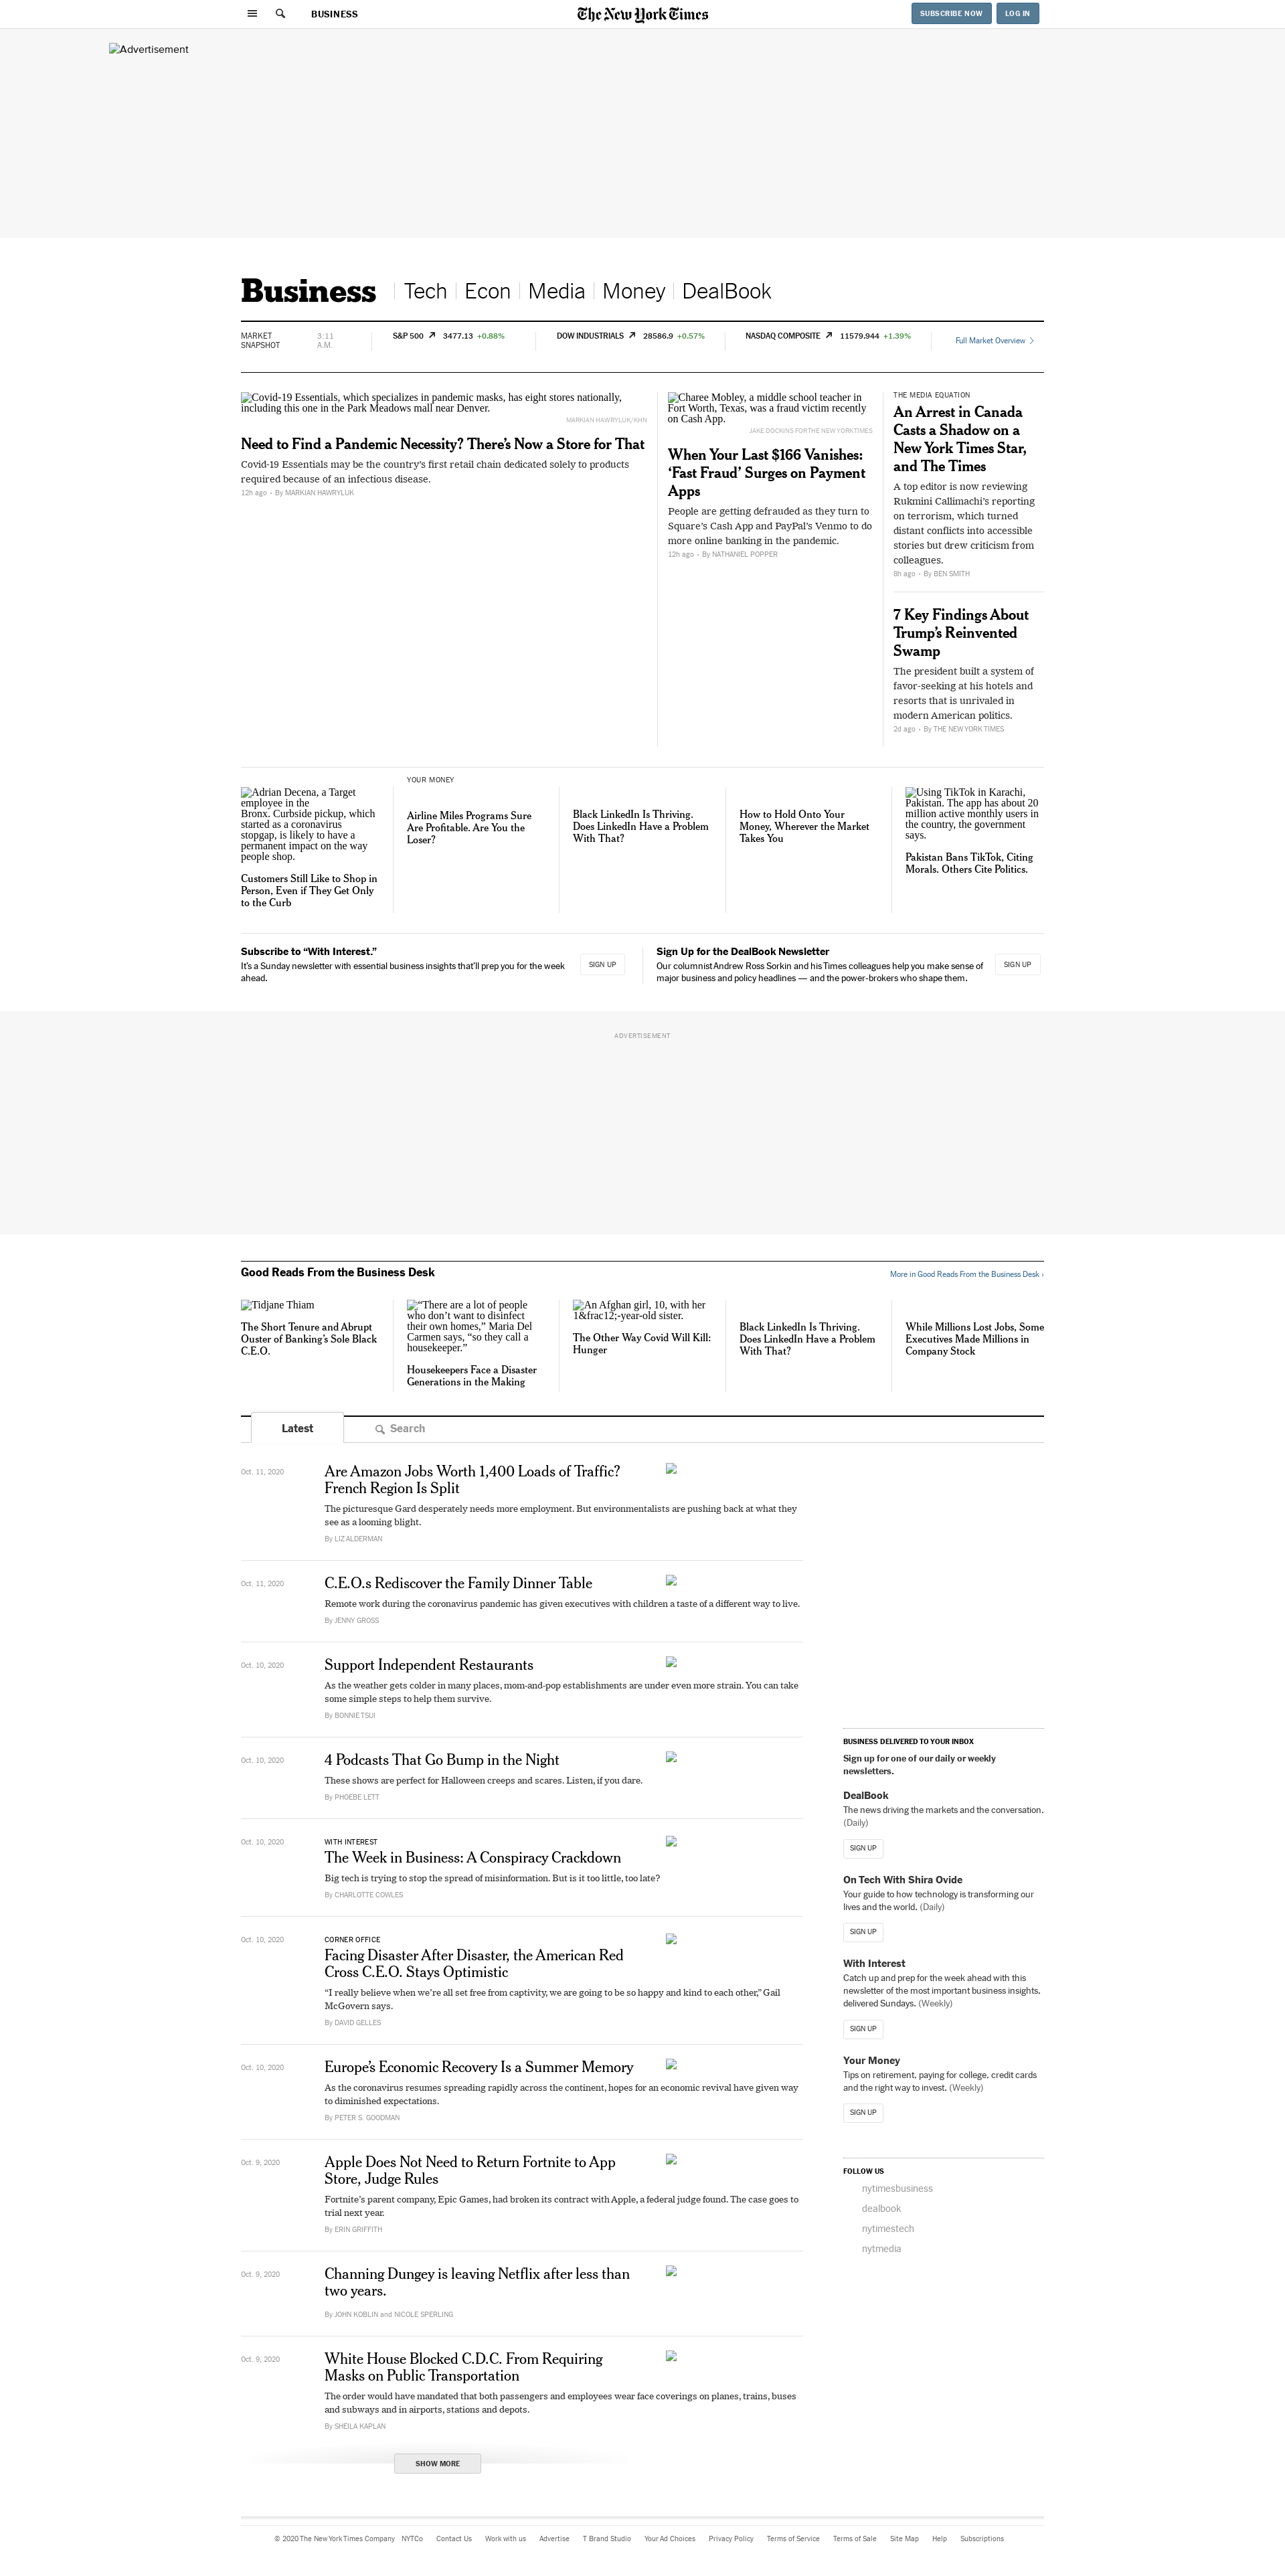 BUSINESS
The New York Times
SUBSCRIBE NOW
LOG IN
Advertisement
Business
Tech
Econ
Media
Money
DealBook
MARKET
SNAPSHOT
3:11
A.M.
S&P 500 3477.13 +0.88%
DOW INDUSTRIALS 28586.9 +0.57%
NASDAQ COMPOSITE 11579.944 +1.39%
Full Market Overview
Covid-19 Essentials, which specializes in pandemic masks, has eight stores nationally,
including this one in the Park Meadows mall near Denver.
MARKIAN HAWRYLUK/KHN
Need to Find a Pandemic Necessity? There’s Now a Store for That
Covid-19 Essentials may be the country’s first retail chain dedicated solely to products
required because of an infectious disease.
12h ago • By MARKIAN HAWRYLUK
Charee Mobley, a middle school teacher in
Fort Worth, Texas, was a fraud victim recently
on Cash App.
JAKE DOCKINS FOR THE NEW YORK TIMES
When Your Last $166 Vanishes:
‘Fast Fraud’ Surges on Payment
Apps
People are getting defrauded as they turn to
Square’s Cash App and PayPal’s Venmo to do
more online banking in the pandemic.
12h ago • By NATHANIEL POPPER
THE MEDIA EQUATION
An Arrest in Canada
Casts a Shadow on a
New York Times Star,
and The Times
A top editor is now reviewing
Rukmini Callimachi’s reporting
on terrorism, which turned
distant conflicts into accessible
stories but drew criticism from
colleagues.
8h ago • By BEN SMITH
7 Key Findings About
Trump’s Reinvented
Swamp
The president built a system of
favor-seeking at his hotels and
resorts that is unrivaled in
modern American politics.
2d ago • By THE NEW YORK TIMES
Adrian Decena, a Target
employee in the
Bronx. Curbside pickup, which
started as a coronavirus
stopgap, is likely to have a
permanent impact on the way
people shop.
Customers Still Like to Shop in
Person, Even if They Get Only
to the Curb
YOUR MONEY
Airline Miles Programs Sure
Are Profitable. Are You the
Loser?
Black LinkedIn Is Thriving.
Does LinkedIn Have a Problem
With That?
How to Hold Onto Your
Money, Wherever the Market
Takes You
Using TikTok in Karachi,
Pakistan. The app has about 20
million active monthly users in
the country, the government
says.
Pakistan Bans TikTok, Citing
Morals. Others Cite Politics.
Subscribe to “With Interest.”
It’s a Sunday newsletter with essential business insights that’ll prep you for the week
ahead.
SIGN UP
Sign Up for the DealBook Newsletter
Our columnist Andrew Ross Sorkin and his Times colleagues help you make sense of
major business and policy headlines — and the power-brokers who shape them.
SIGN UP
ADVERTISEMENT
Good Reads From the Business Desk
More in Good Reads From the Business Desk ›
Tidjane Thiam
The Short Tenure and Abrupt
Ouster of Banking’s Sole Black
C.E.O.
“There are a lot of people
who don’t want to disinfect
their own homes,” Maria Del
Carmen says, “so they call a
housekeeper.”
Housekeepers Face a Disaster
Generations in the Making
An Afghan girl, 10, with her
1&frac12;-year-old sister.
The Other Way Covid Will Kill:
Hunger
Black LinkedIn Is Thriving.
Does LinkedIn Have a Problem
With That?
While Millions Lost Jobs, Some
Executives Made Millions in
Company Stock
Latest
Search
Oct. 11, 2020
Are Amazon Jobs Worth 1,400 Loads of Traffic?
French Region Is Split
The picturesque Gard desperately needs more employment. But environmentalists are pushing back at what they
see as a looming blight.
By LIZ ALDERMAN
Oct. 11, 2020
C.E.O.s Rediscover the Family Dinner Table
Remote work during the coronavirus pandemic has given executives with children a taste of a different way to live.
By JENNY GROSS
Oct. 10, 2020
Support Independent Restaurants
As the weather gets colder in many places, mom-and-pop establishments are under even more strain. You can take
some simple steps to help them survive.
By BONNIE TSUI
Oct. 10, 2020
4 Podcasts That Go Bump in the Night
These shows are perfect for Halloween creeps and scares. Listen, if you dare.
By PHOEBE LETT
Oct. 10, 2020
WITH INTEREST
The Week in Business: A Conspiracy Crackdown
Big tech is trying to stop the spread of misinformation. But is it too little, too late?
By CHARLOTTE COWLES
Oct. 10, 2020
CORNER OFFICE
Facing Disaster After Disaster, the American Red
Cross C.E.O. Stays Optimistic
“I really believe when we’re all set free from captivity, we are going to be so happy and kind to each other,” Gail
McGovern says.
By DAVID GELLES
Oct. 10, 2020
Europe’s Economic Recovery Is a Summer Memory
As the coronavirus resumes spreading rapidly across the continent, hopes for an economic revival have given way
to diminished expectations.
By PETER S. GOODMAN
Oct. 9, 2020
Apple Does Not Need to Return Fortnite to App
Store, Judge Rules
Fortnite’s parent company, Epic Games, had broken its contract with Apple, a federal judge found. The case goes to
trial next year.
By ERIN GRIFFITH
Oct. 9, 2020
Channing Dungey is leaving Netflix after less than
two years.
By JOHN KOBLIN and NICOLE SPERLING
Oct. 9, 2020
White House Blocked C.D.C. From Requiring
Masks on Public Transportation
The order would have mandated that both passengers and employees wear face coverings on planes, trains, buses
and subways and in airports, stations and depots.
By SHEILA KAPLAN
SHOW MORE
BUSINESS DELIVERED TO YOUR INBOX
Sign up for one of our daily or weekly
newsletters.
DealBook
The news driving the markets and the conversation.
(Daily)
SIGN UP
On Tech With Shira Ovide
Your guide to how technology is transforming our
lives and the world. (Daily)
SIGN UP
With Interest
Catch up and prep for the week ahead with this
newsletter of the most important business insights,
delivered Sundays. (Weekly)
SIGN UP
Your Money
Tips on retirement, paying for college, credit cards
and the right way to invest. (Weekly)
SIGN UP
FOLLOW US
nytimesbusiness
dealbook
nytimestech
nytmedia
© 2020 The New York Times Company NYTCo Contact Us Work with us Advertise T Brand Studio Your Ad Choices Privacy Policy Terms of Service Terms of Sale Site Map Help Subscriptions